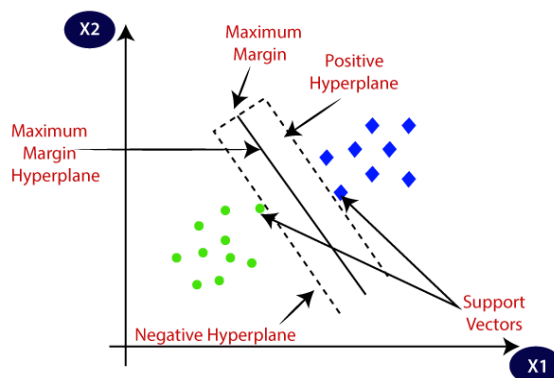 X2
Maximum
Margin
Positive
Hyperplane
Maximum
Margin
Hyperplane
Negative Hyperplane
Support
Vectors
X1